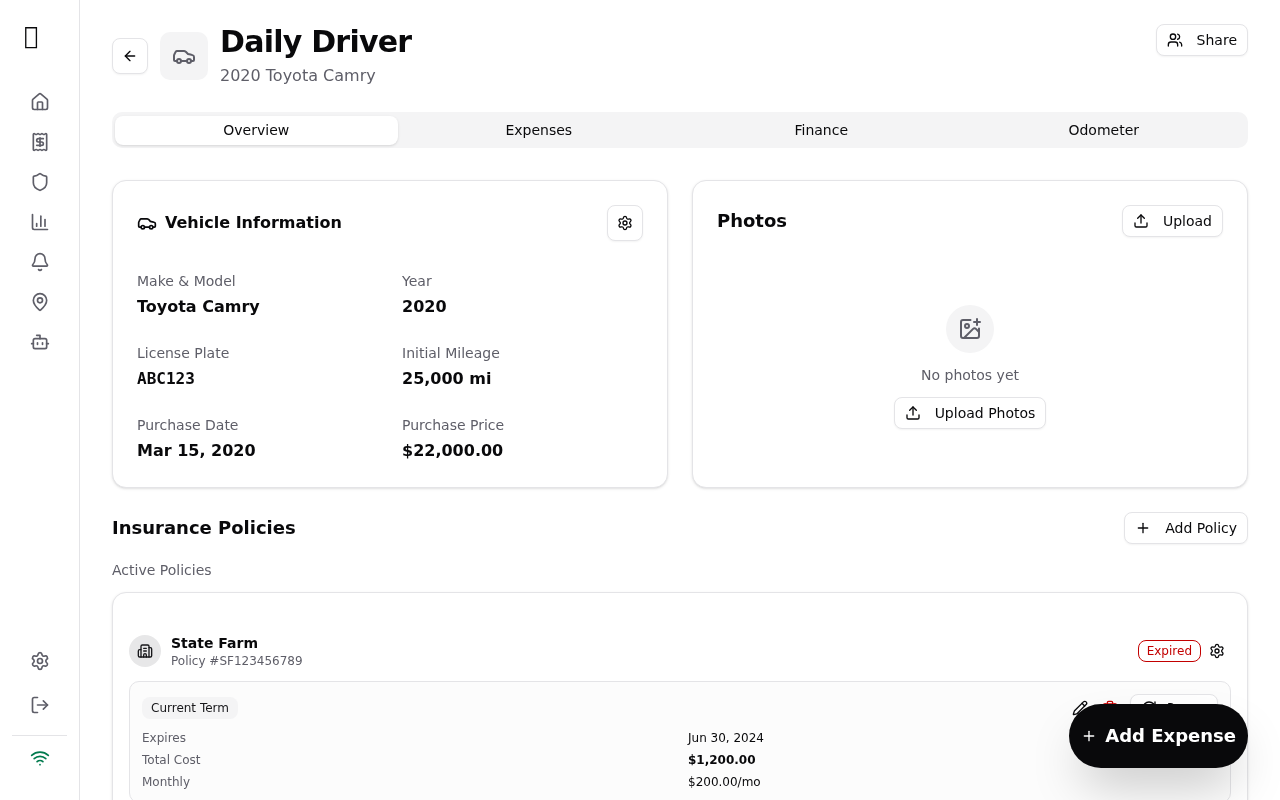 Daily Driver
2020 Toyota Camry
Share
Overview
Expenses
Finance
Odometer
Vehicle Information
Make & Model
Toyota Camry
Year
2020
License Plate
ABC123
Initial Mileage
25,000 mi
Purchase Date
Mar 15, 2020
Purchase Price
$22,000.00
Photos
Upload
No photos yet
Upload Photos
Insurance Policies
Add Policy
Active Policies
State Farm
Policy #SF123456789
Expired
Current Term
Expires
Jun 30, 2024
Total Cost
$1,200.00
Monthly
$200.00/mo
Add Expense